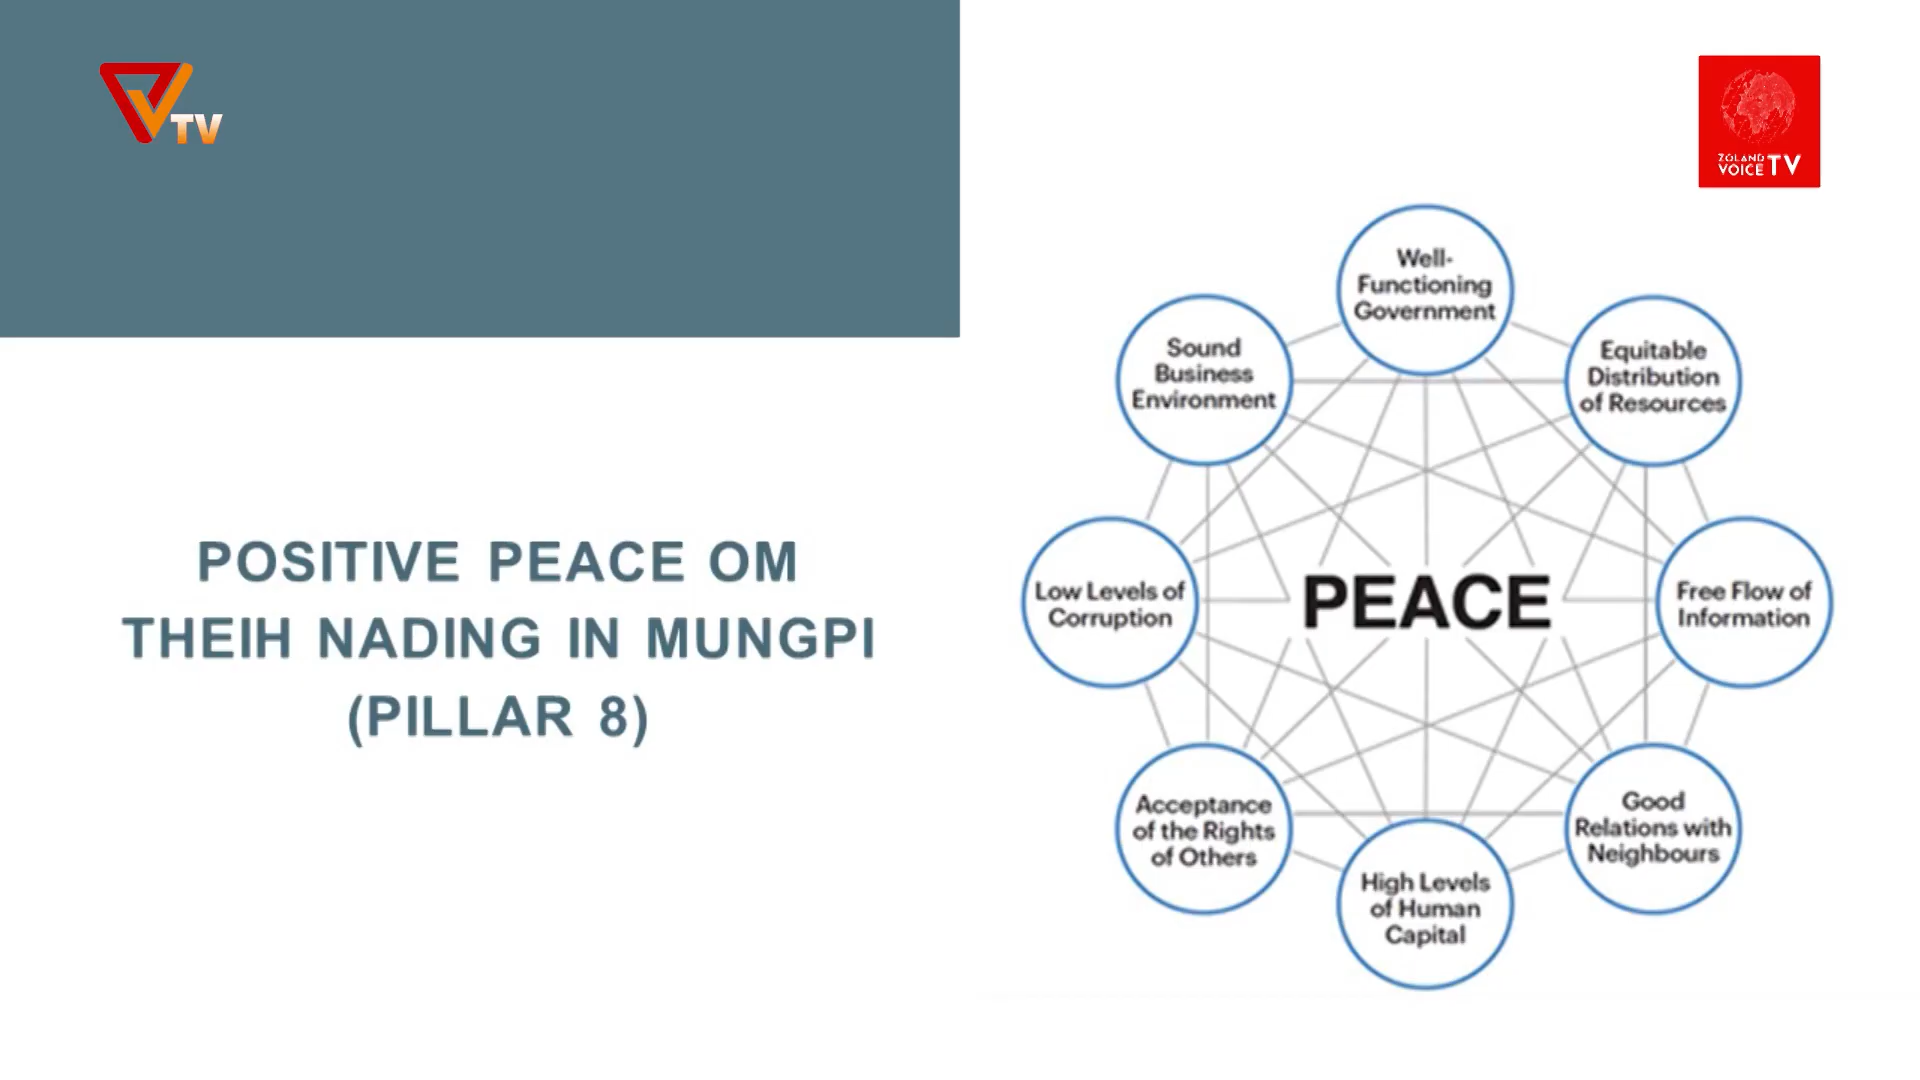 TV
ZOLAND
VOICE TV
POSITIVE PEACE OM
THEIH NADING IN MUNGPI
(PILLAR 8)
Well-
Functioning
Government
Equitable
Distribution
of Resources
Free Flow of
Information
Good
Relations with
Neighbours
High Levels
of Human
Capital
Acceptance
of the Rights
of Others
Low Levels of
Corruption
Sound
Business
Environment
PEACE